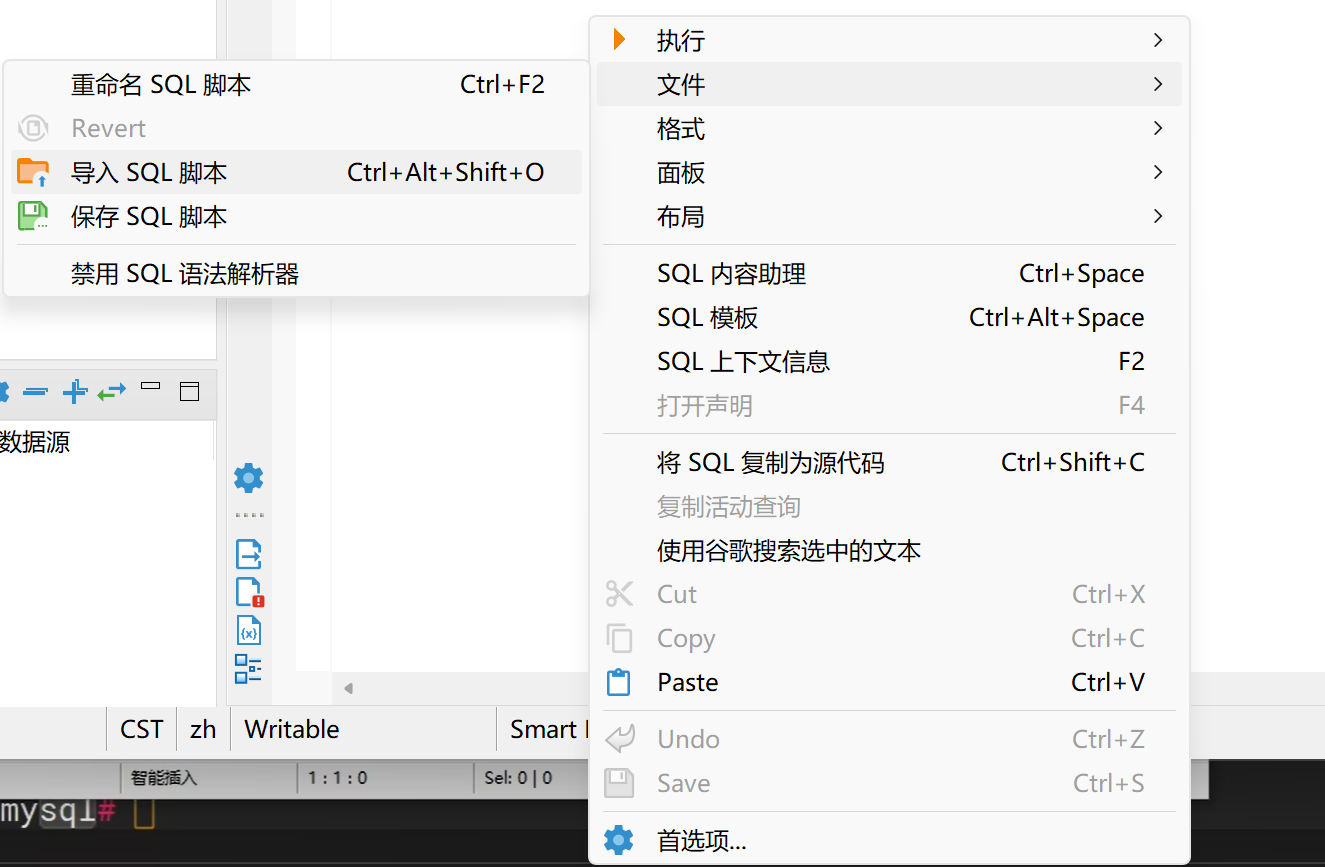 重命名 SQL 脚本 Ctrl+F2
Revert
导入 SQL 脚本 Ctrl+Alt+Shift+O
保存 SQL 脚本
禁用 SQL 语法解析器
执行
文件
格式
面板
布局
SQL 内容助理 Ctrl+Space
SQL 模板 Ctrl+Alt+Space
SQL 上下文信息 F2
打开声明 F4
将 SQL 复制为源代码 Ctrl+Shift+C
复制活动查询
使用谷歌搜索选中的文本
Cut Ctrl+X
Copy Ctrl+C
Paste Ctrl+V
Undo Ctrl+Z
Save Ctrl+S
首选项...
数据源
CST zh Writable Smart
智能插入 1 : 1 : 0 Sel: 0 | 0
mysql#